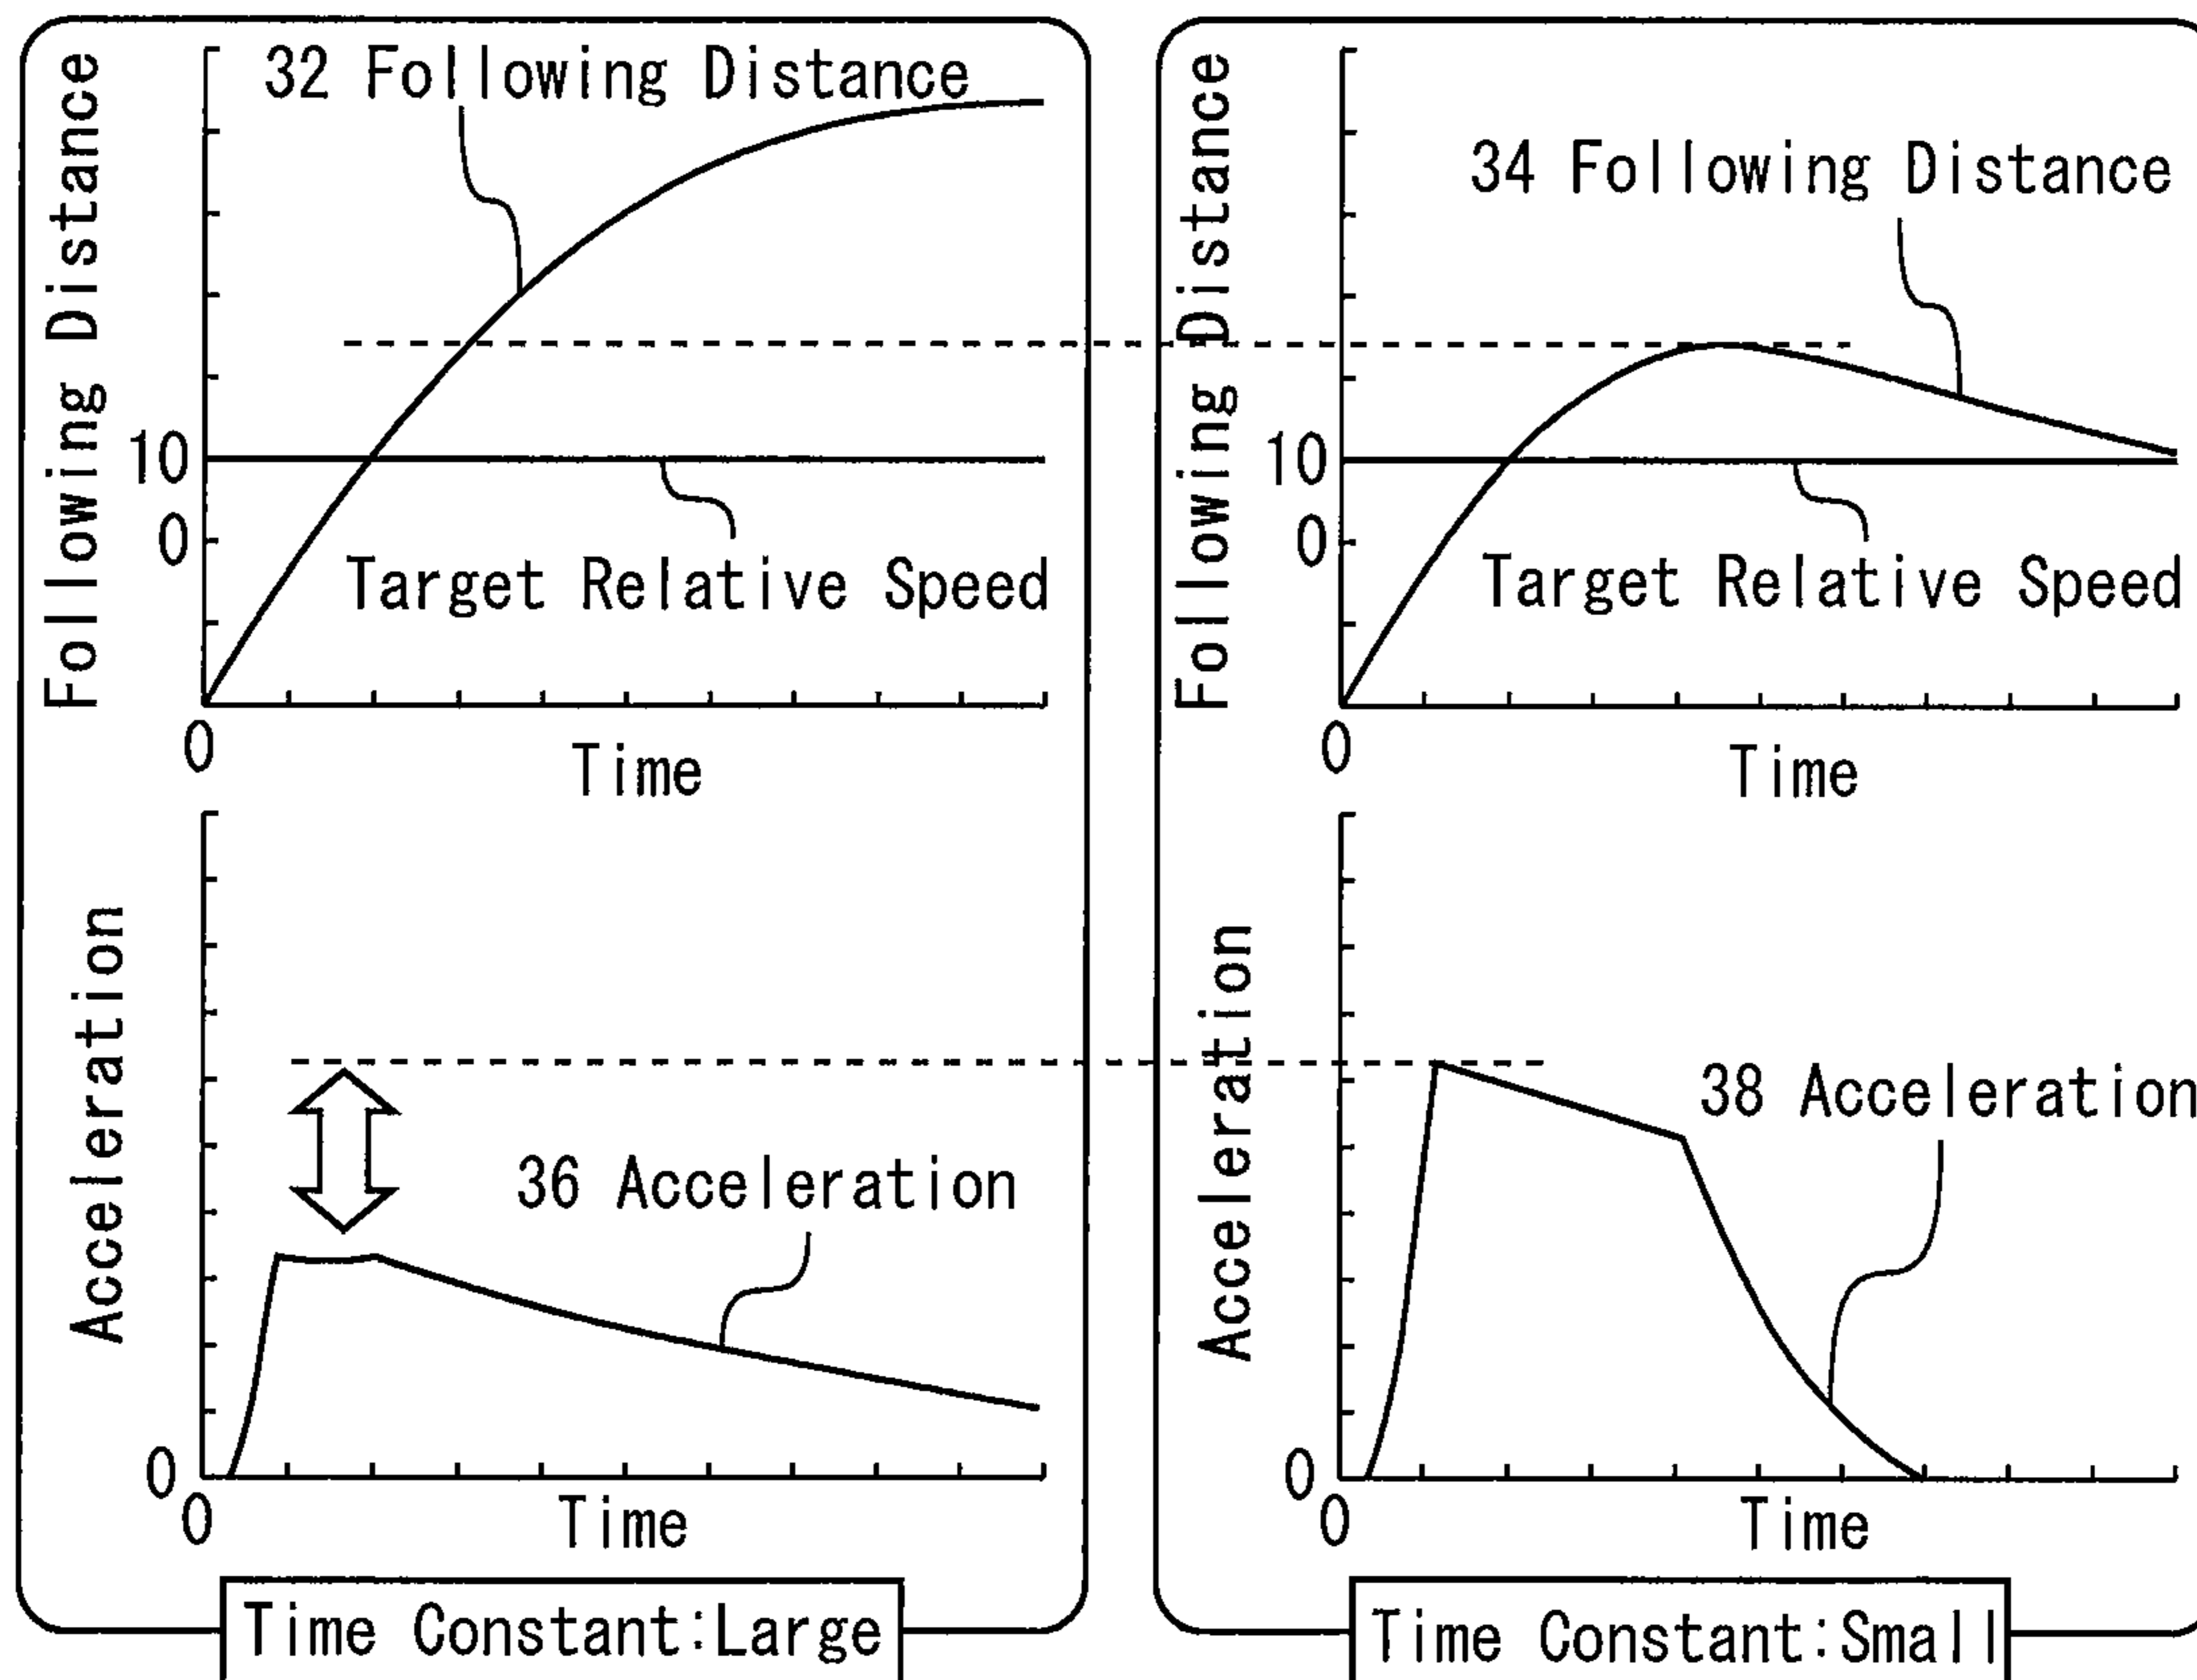 Following Distance
32 Following Distance
10
0
Target Relative Speed
0
Time
Acceleration
36 Acceleration
0
0
Time
Time Constant:Large
Following Distance
34 Following Distance
10
0
Target Relative Speed
0
Time
Acceleration
38 Acceleration
0
0
Time
Time Constant:Small